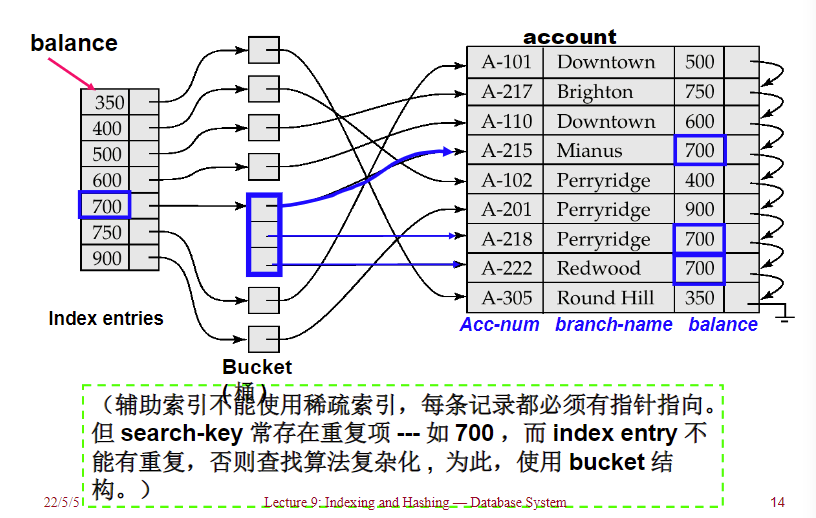 balance
account
350
400
500
600
700
750
900
A-101 Downtown 500
A-217 Brighton 750
A-110 Downtown 600
A-215 Mianus 700
A-102 Perryridge 400
A-201 Perryridge 900
A-218 Perryridge 700
A-222 Redwood 700
A-305 Round Hill 350
Index entries
Acc-num branch-name balance
Bucket
(桶)
（辅助索引不能使用稀疏索引，每条记录都必须有指针指向。
但 search-key 常存在重复项 --- 如 700 ，而 index entry 不
能有重复，否则查找算法复杂化 ，为此，使用 bucket 结
构。）
22/5/5
Lecture 9: Indexing and Hashing — Database System
14